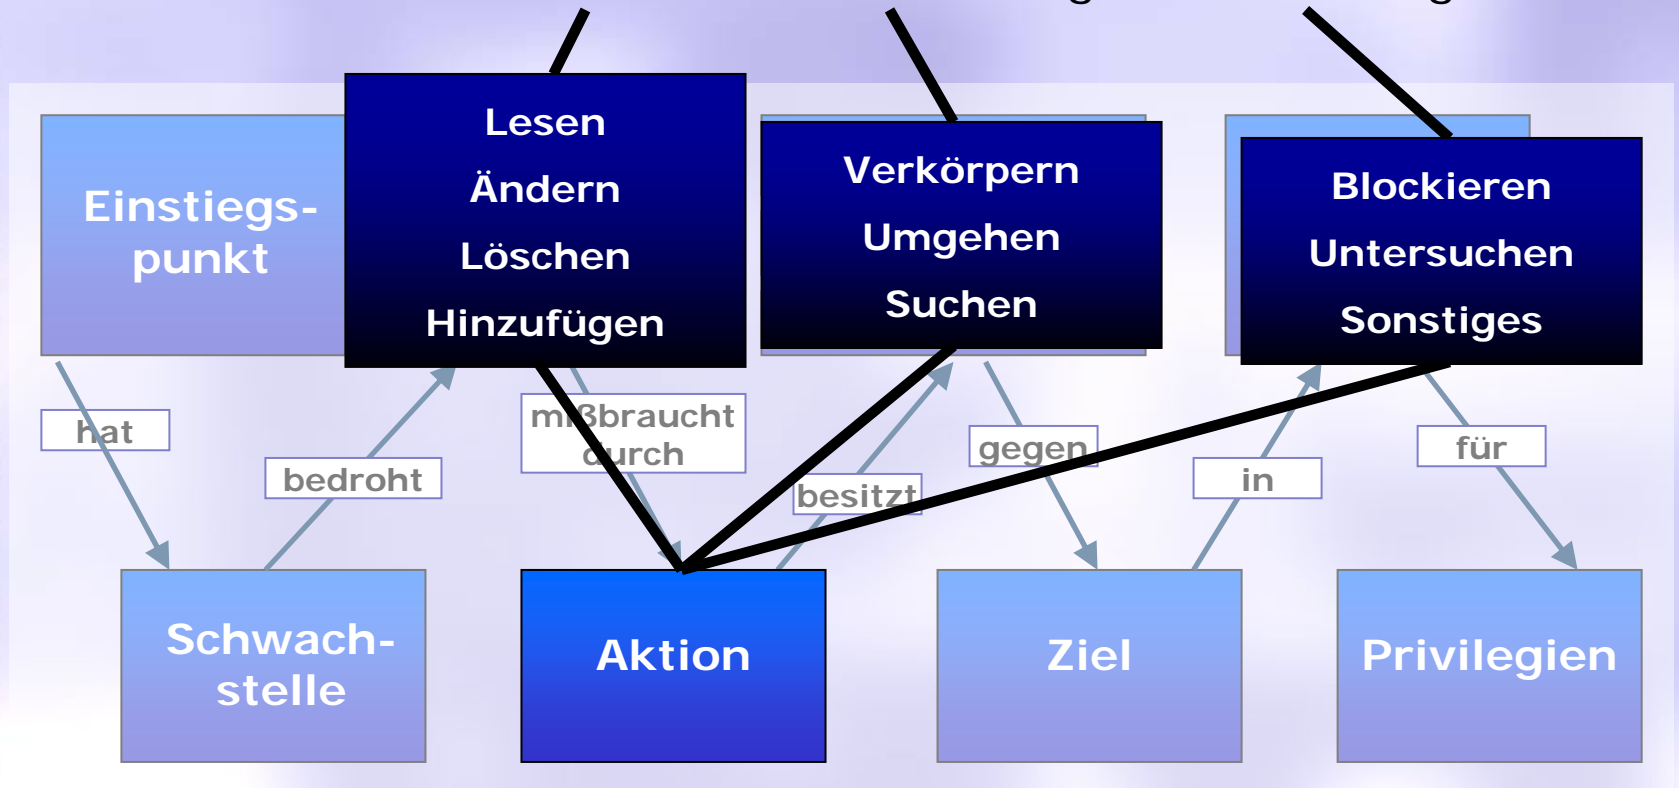 Lesen
Ändern
Löschen
Hinzufügen
Verkörpern
Umgehen
Suchen
Blockieren
Untersuchen
Sonstiges
Einstiegs-
punkt
hat
bedroht
mißbraucht
durch
besitzt
gegen
in
für
Schwach-
stelle
Aktion
Ziel
Privilegien